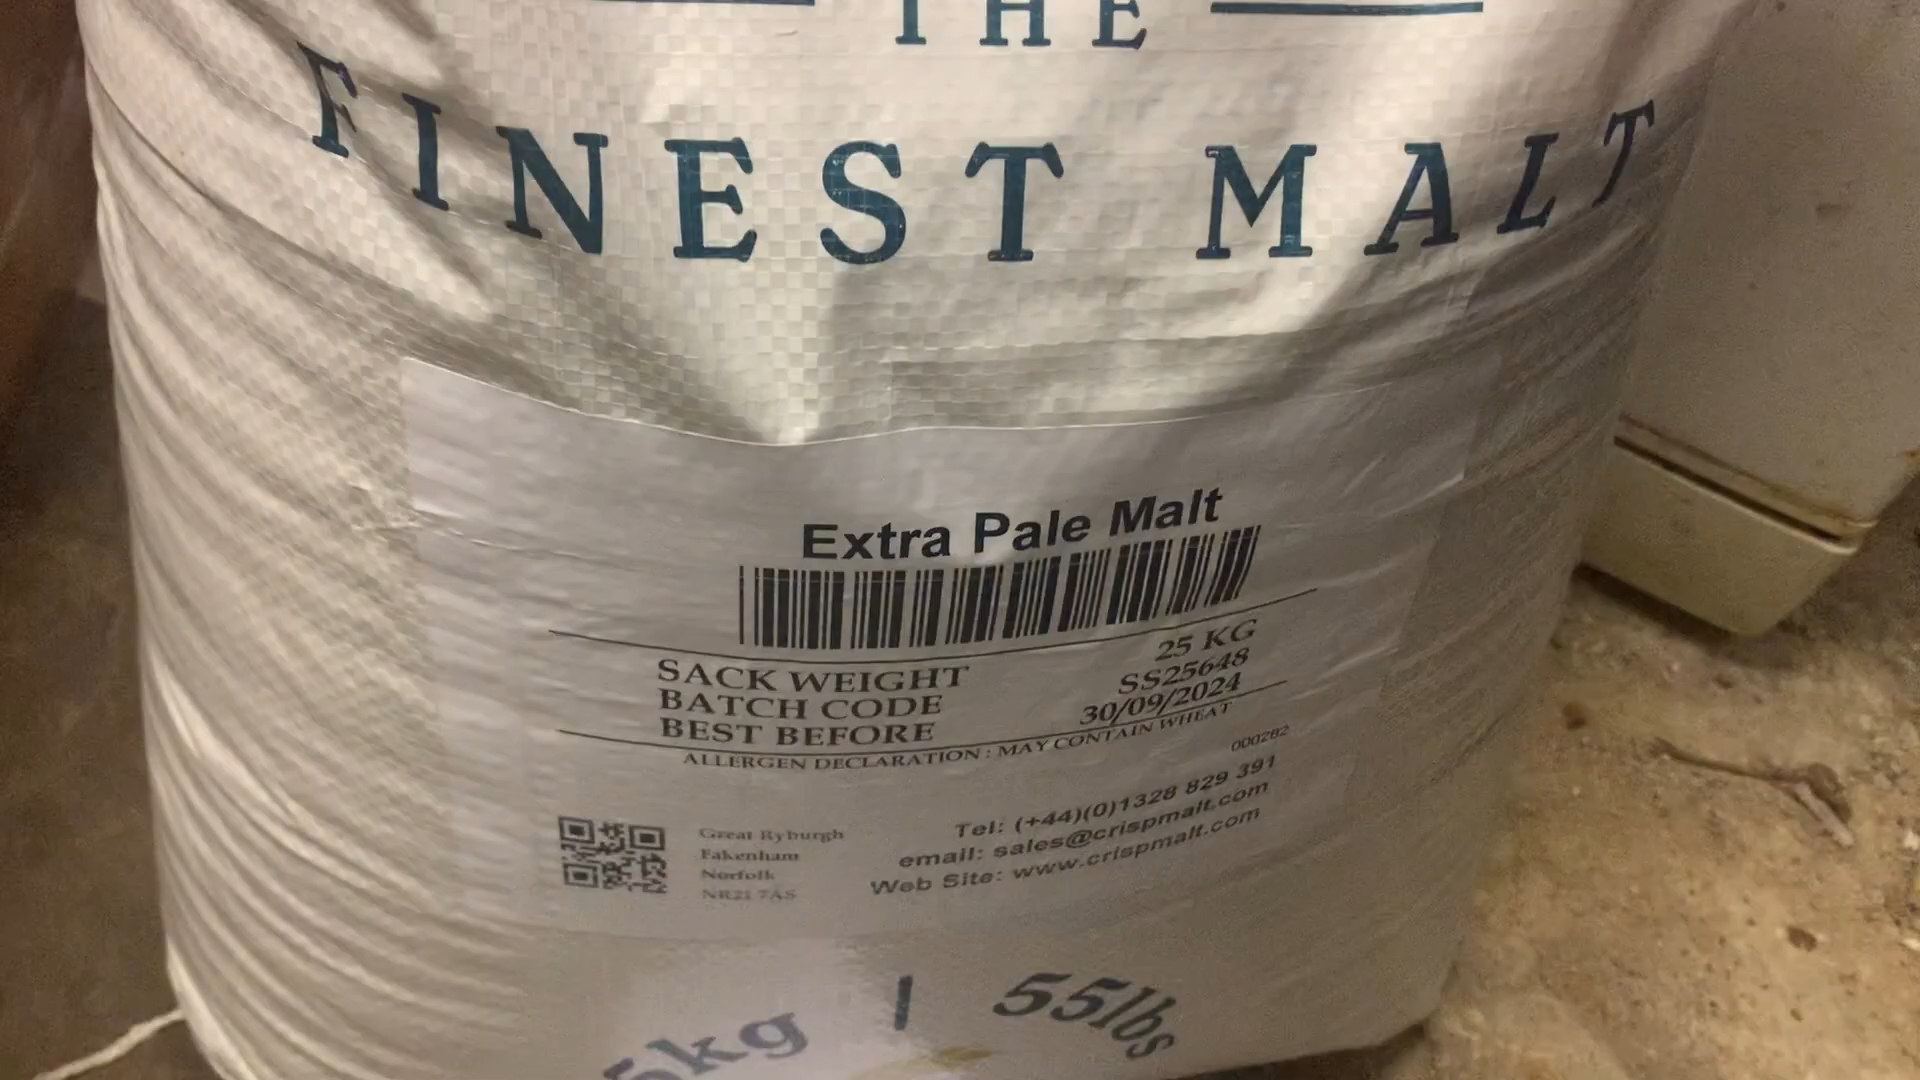 THE
FINEST MALT
Extra Pale Malt
SACK WEIGHT 25 KG
BATCH CODE SS25648
BEST BEFORE 30/09/2024
ALLERGEN DECLARATION : MAY CONTAIN WHEAT
000282
Great Ryburgh
Fakenham
Norfolk
NR21 7AS
Tel: (+44)(0)1328 829 391
email: sales@crispmalt.com
Web Site: www.crispmalt.com
5kg / 55lbs